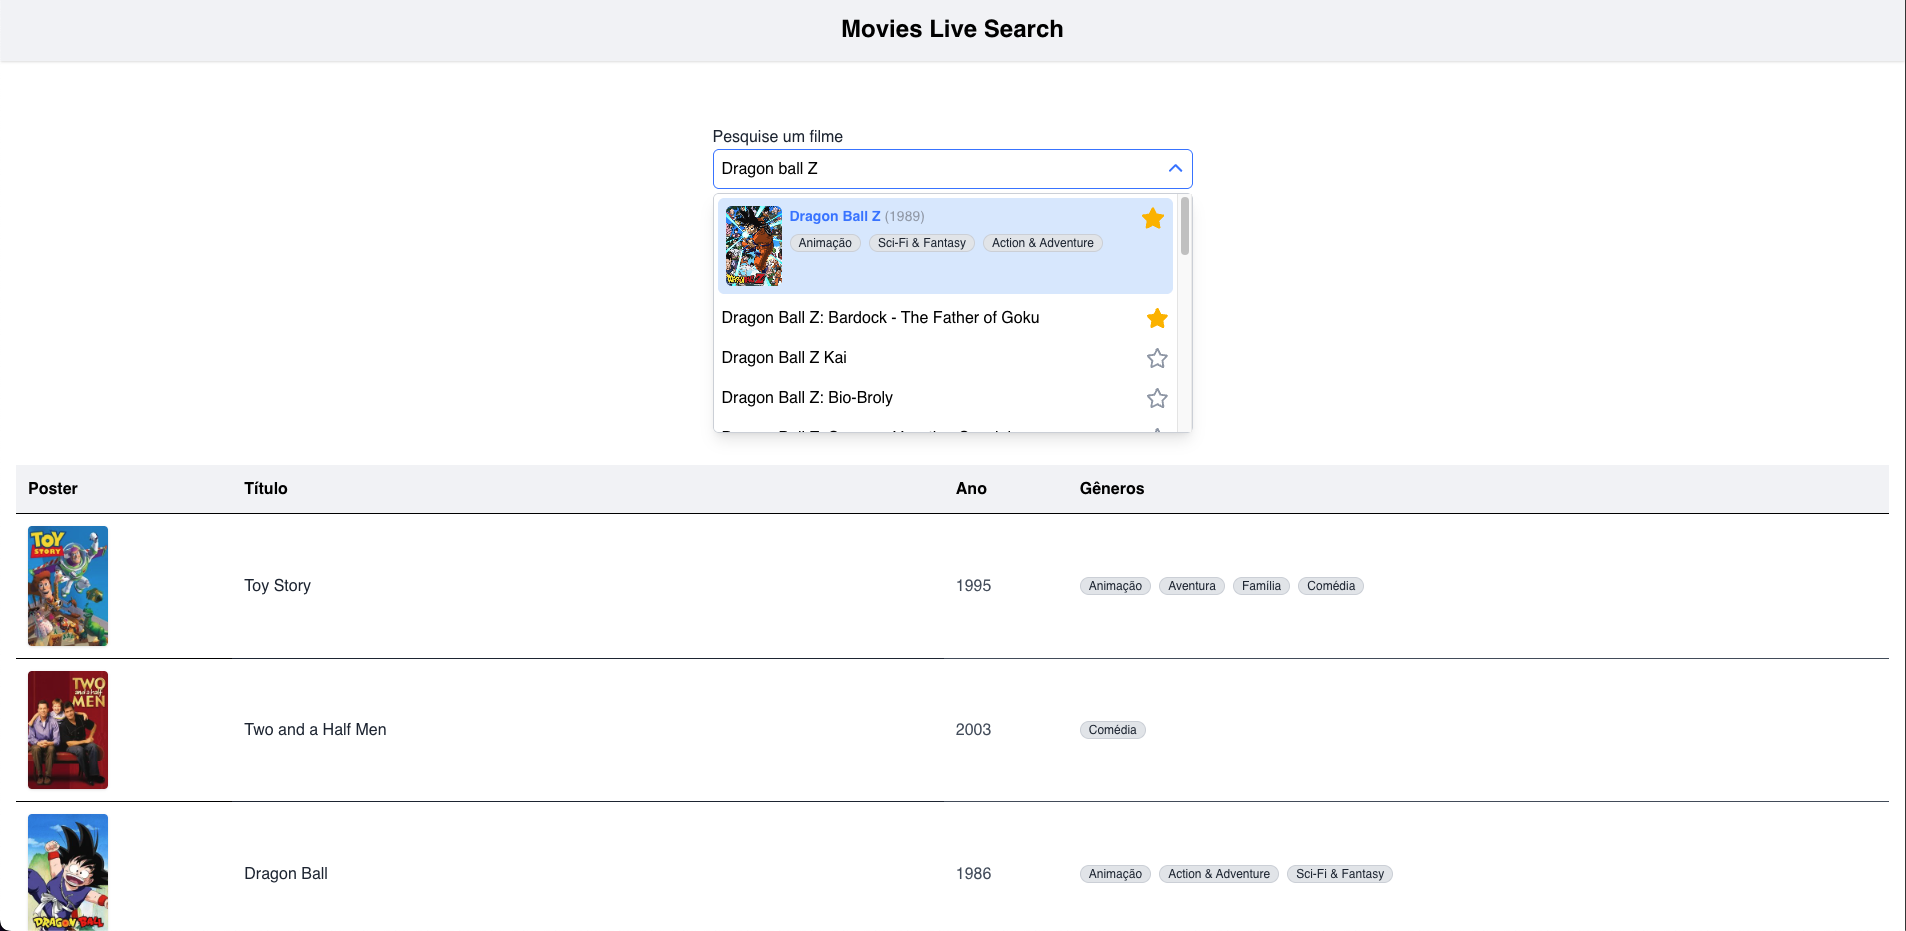 Movies Live Search
Pesquise um filme
Dragon ball Z
Dragon Ball Z (1989)
Animação Sci-Fi & Fantasy Action & Adventure
Dragon Ball Z: Bardock - The Father of Goku
Dragon Ball Z Kai
Dragon Ball Z: Bio-Broly
Poster Título Ano Gêneros
TOY
STORY
Toy Story 1995 Animação Aventura Família Comédia
TWO
and a half
MEN
Two and a Half Men 2003 Comédia
Dragon Ball 1986 Animação Action & Adventure Sci-Fi & Fantasy
DRAGON BALL